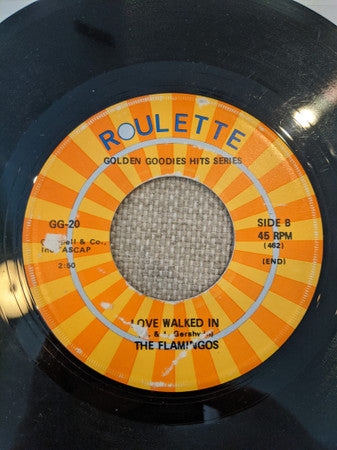 ROULETTE
GOLDEN GOODIES HITS SERIES
GG-20
SIDE B
45 RPM
(462)
& Co.
ASCAP
2:50
(END)
LOVE WALKED IN
THE FLAMINGOS